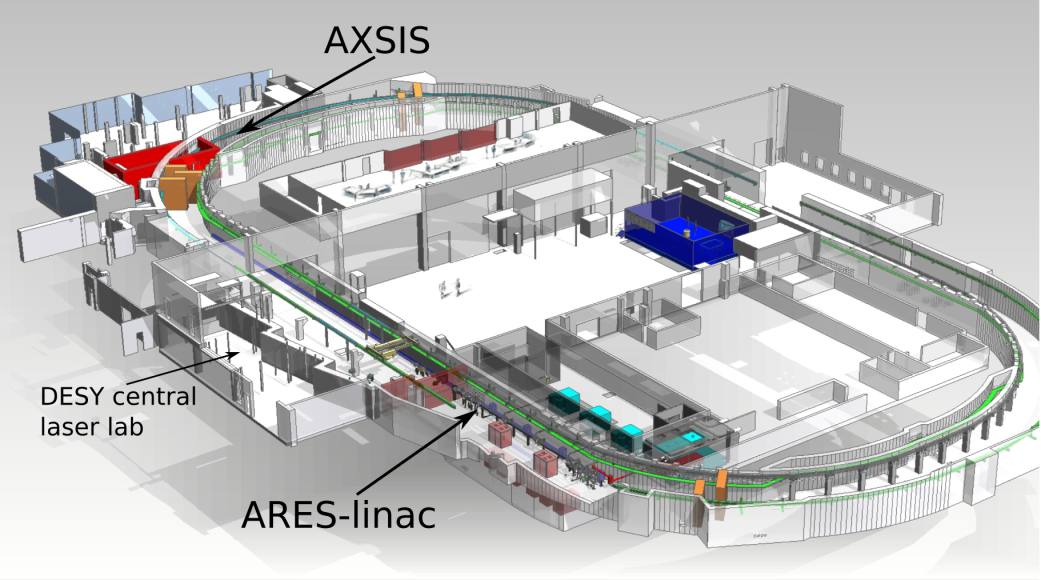 AXSIS
DESY central
laser lab
ARES-linac